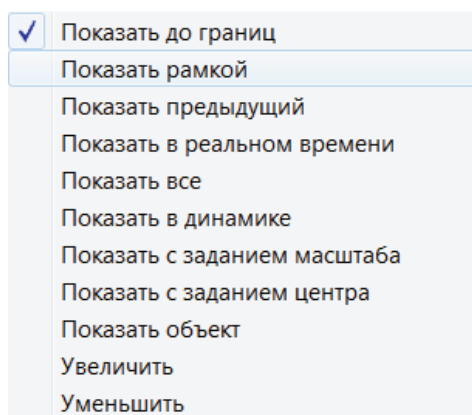 Показать до границ
Показать рамкой
Показать предыдущий
Показать в реальном времени
Показать все
Показать в динамике
Показать с заданием масштаба
Показать с заданием центра
Показать объект
Увеличить
Уменьшить